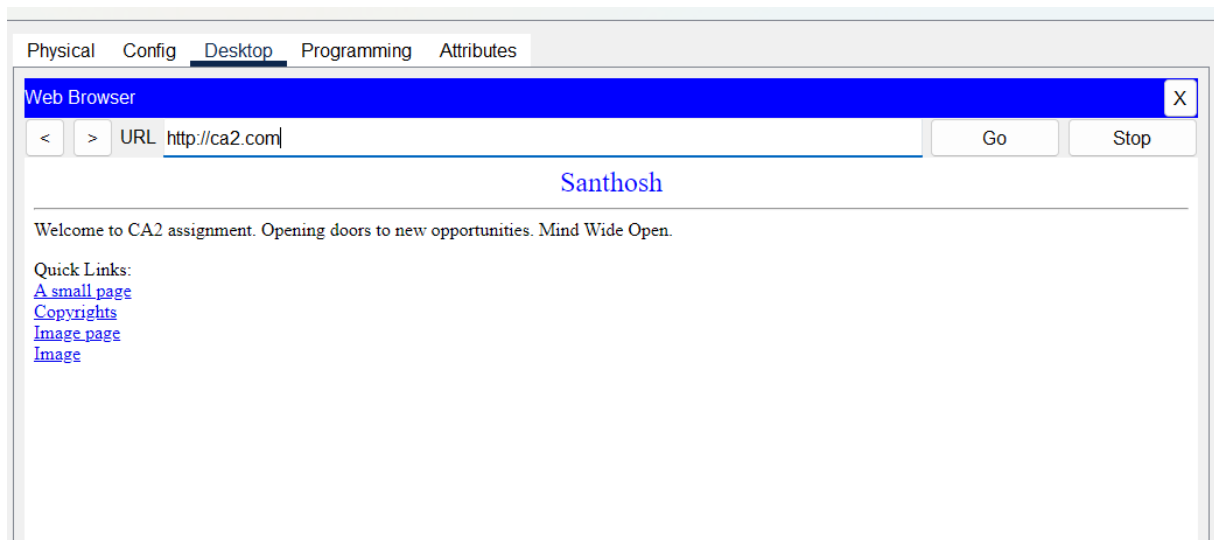 Physical Config Desktop Programming Attributes
Web Browser X
< > URL http://ca2.com Go Stop
Santhosh
Welcome to CA2 assignment. Opening doors to new opportunities. Mind Wide Open.
Quick Links:
A small page
Copyrights
Image page
Image